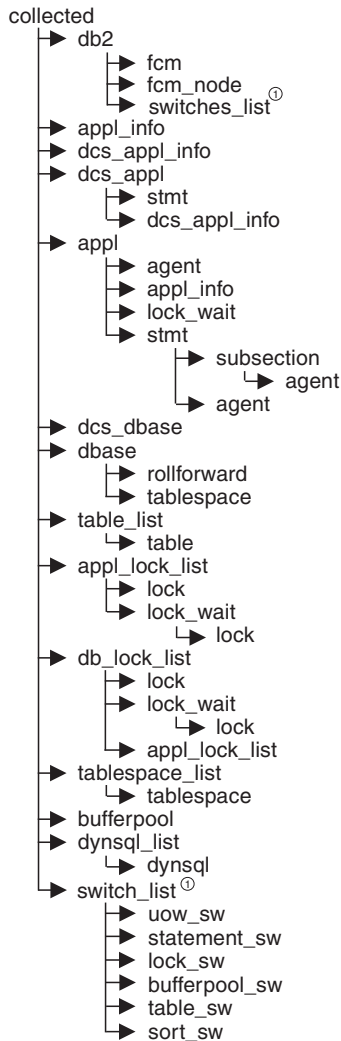 collected
db2
fcm
fcm_node
switches_list①
appl_info
dcs_appl_info
dcs_appl
stmt
dcs_appl_info
appl
agent
appl_info
lock_wait
stmt
subsection
agent
agent
dcs_dbase
dbase
rollforward
tablespace
table_list
table
appl_lock_list
lock
lock_wait
lock
db_lock_list
lock
lock_wait
lock
appl_lock_list
tablespace_list
tablespace
bufferpool
dynsql_list
dynsql
switch_list①
uow_sw
statement_sw
lock_sw
bufferpool_sw
table_sw
sort_sw